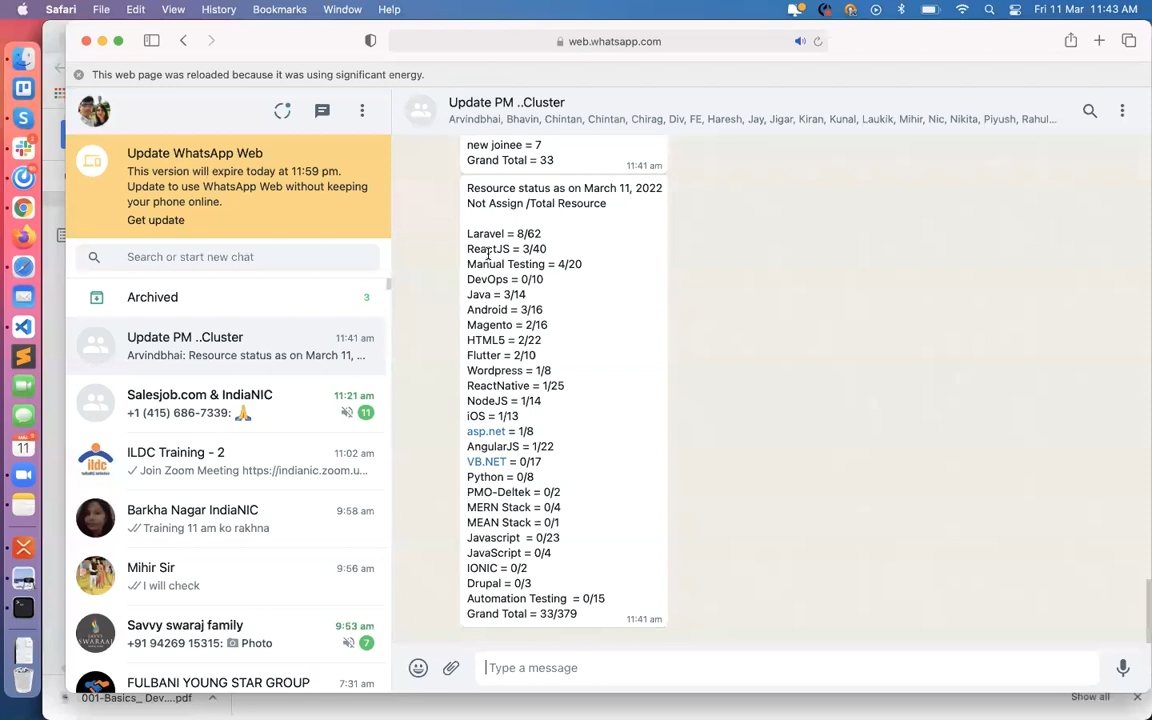 Safari File Edit View History Bookmarks Window Help
Fri 11 Mar 11:43 AM
web.whatsapp.com
This web page was reloaded because it was using significant energy.
Update WhatsApp Web
This version will expire today at 11:59 pm.
Update to use WhatsApp Web without keeping
your phone online.
Get update
Search or start new chat
Archived 3
Update PM ..Cluster 11:41 am
Arvindbhai: Resource status as on March 11, ...
Salesjob.com & IndiaNIC 11:21 am
+1 (415) 686-7339: 🙏 11
ILDC Training - 2 11:02 am
ildc
Join Zoom Meeting https://indianic.zoom.u...
Barkha Nagar IndiaNIC 9:58 am
Training 11 am ko rakhna
Mihir Sir 9:56 am
I will check
Savvy swaraj family 9:53 am
+91 94269 15315: Photo 7
FULBANI YOUNG STAR GROUP 7:31 am
Update PM ..Cluster
Arvindbhai, Bhavin, Chintan, Chintan, Chirag, Div, FE, Haresh, Jay, Jigar, Kiran, Kunal, Laukik, Mihir, Nic, Nikita, Piyush, Rahul...
new joinee = 7
Grand Total = 33
11:41 am
Resource status as on March 11, 2022
Not Assign /Total Resource
Laravel = 8/62
ReactJS = 3/40
Manual Testing = 4/20
DevOps = 0/10
Java = 3/14
Android = 3/16
Magento = 2/16
HTML5 = 2/22
Flutter = 2/10
Wordpress = 1/8
ReactNative = 1/25
NodeJS = 1/14
iOS = 1/13
asp.net = 1/8
AngularJS = 1/22
VB.NET = 0/17
Python = 0/8
PMO-Deltek = 0/2
MERN Stack = 0/4
MEAN Stack = 0/1
Javascript = 0/23
JavaScript = 0/4
IONIC = 0/2
Drupal = 0/3
Automation Testing = 0/15
Grand Total = 33/379
11:41 am
Type a message
11
001-Basics_ Dev....pdf
Show all